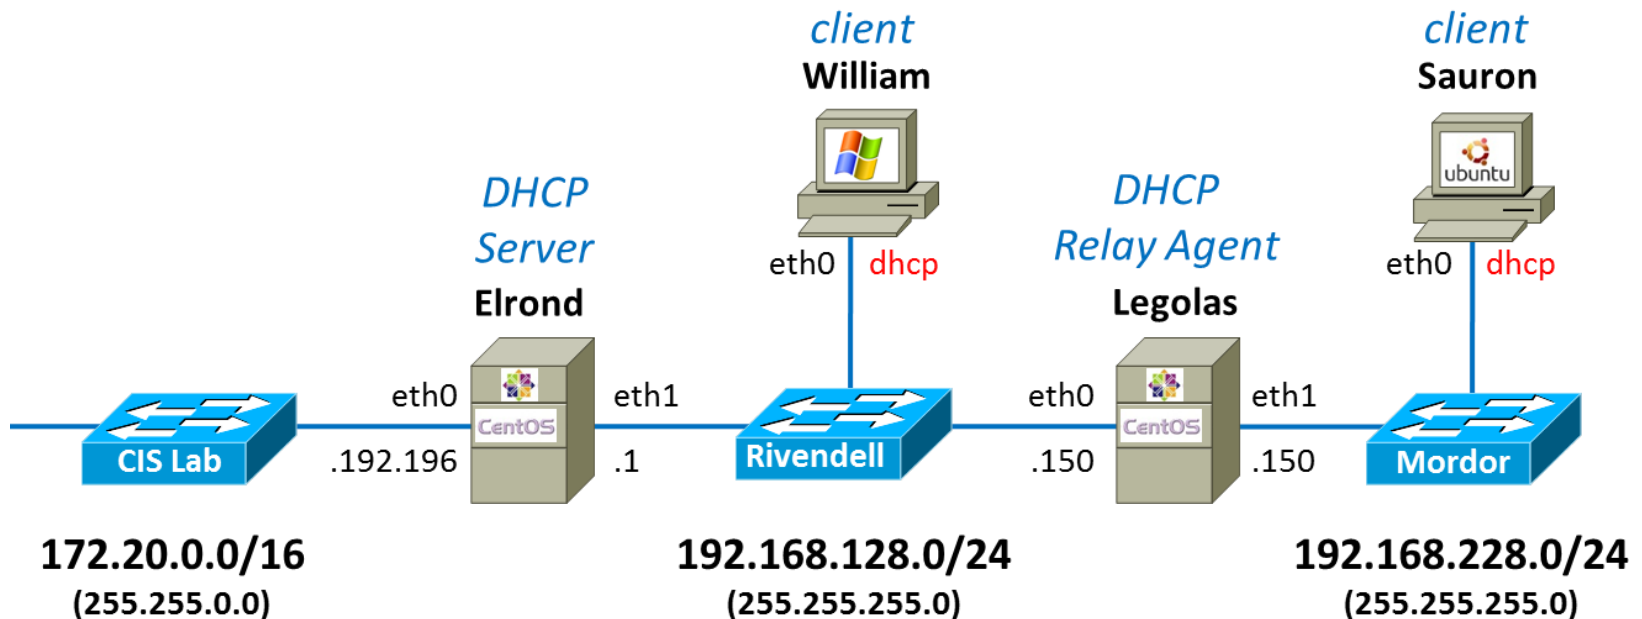 client
William
client
Sauron
ubuntu
DHCP
Server
Elrond
eth0
dhcp
DHCP
Relay Agent
Legolas
eth0
dhcp
eth0
CentOS
eth1
eth0
CentOS
eth1
CIS Lab
.192.196
.1
Rivendell
.150
.150
Mordor
172.20.0.0/16
(255.255.0.0)
192.168.128.0/24
(255.255.255.0)
192.168.228.0/24
(255.255.255.0)